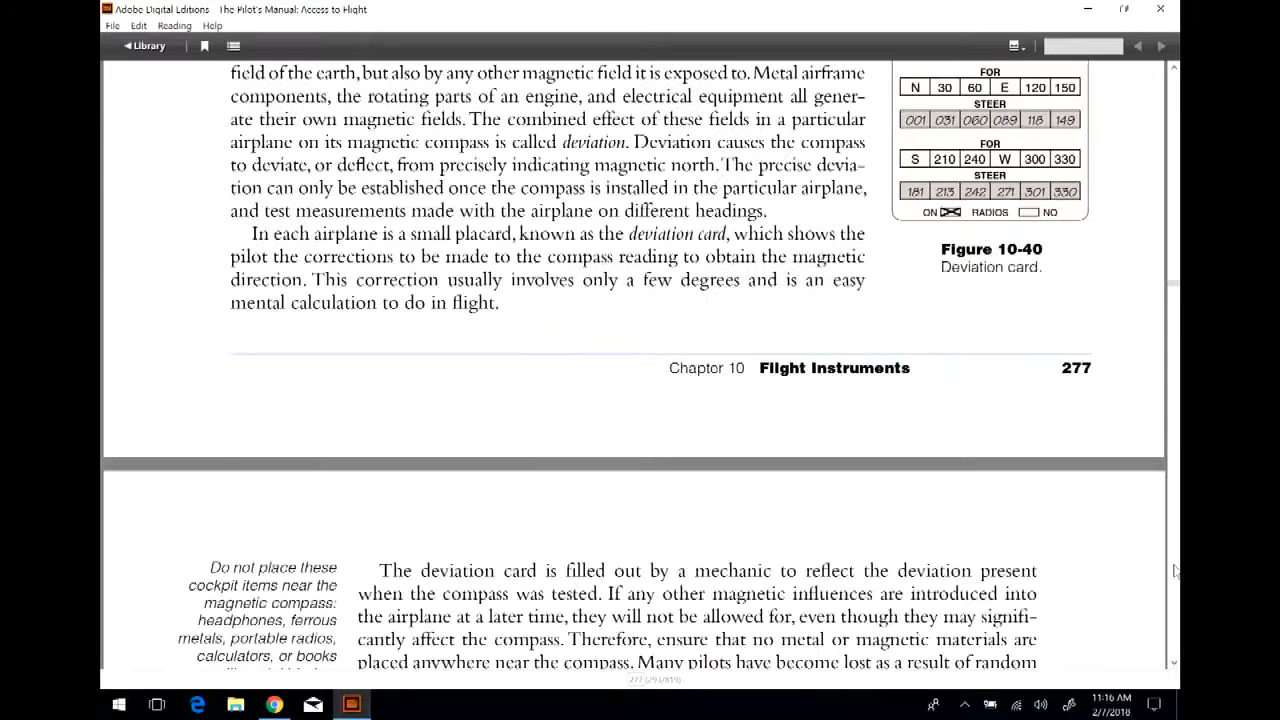 Adobe Digital Editions - The Pilot's Manual: Access to Flight
File Edit Reading Help
Library
field of the earth, but also by any other magnetic field it is exposed to. Metal airframe
components, the rotating parts of an engine, and electrical equipment all gener-
ate their own magnetic fields. The combined effect of these fields in a particular
airplane on its magnetic compass is called deviation. Deviation causes the compass
to deviate, or deflect, from precisely indicating magnetic north. The precise devia-
tion can only be established once the compass is installed in the particular airplane,
and test measurements made with the airplane on different headings.
In each airplane is a small placard, known as the deviation card, which shows the
pilot the corrections to be made to the compass reading to obtain the magnetic
direction. This correction usually involves only a few degrees and is an easy
mental calculation to do in flight.
FOR
N 30 60 E 120 150
STEER
001 031 060 089 118 149
FOR
S 210 240 W 300 330
STEER
181 213 242 271 301 330
ON RADIOS NO
Figure 10-40
Deviation card.
Chapter 10 Flight Instruments 277
Do not place these
cockpit items near the
magnetic compass:
headphones, ferrous
metals, portable radios,
calculators, or books
The deviation card is filled out by a mechanic to reflect the deviation present
when the compass was tested. If any other magnetic influences are introduced into
the airplane at a later time, they will not be allowed for, even though they may signifi-
cantly affect the compass. Therefore, ensure that no metal or magnetic materials are
placed anywhere near the compass. Many pilots have become lost as a result of random
277 (293/819)
11:16 AM
2/7/2018